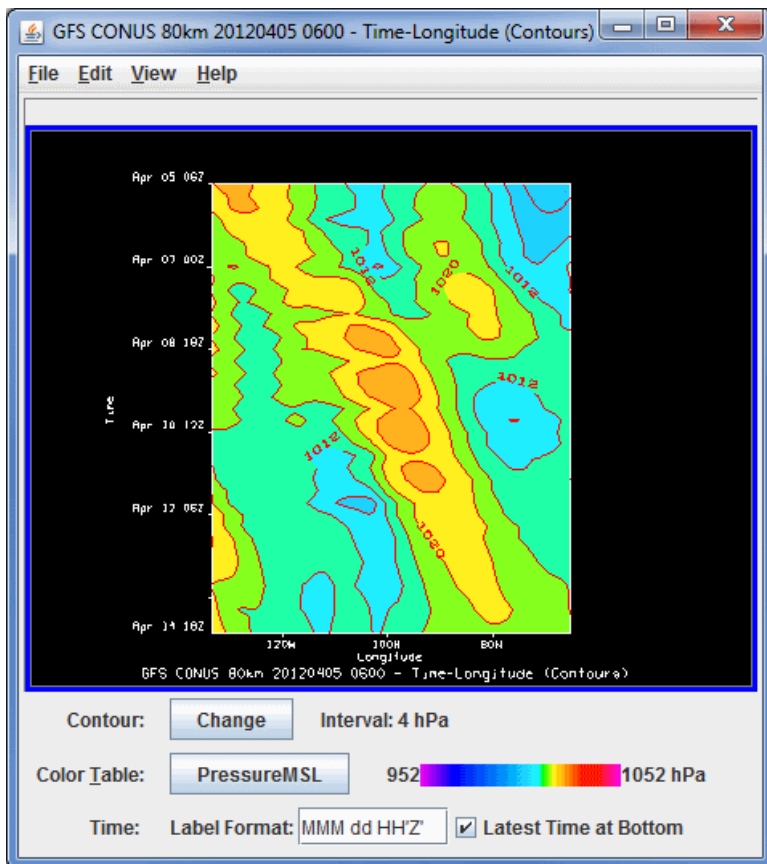 GFS CONUS 80km 20120405 0600 - Time-Longitude (Contours)
File Edit View Help
Apr 05 06Z
Apr 07 00Z
1012
1020
1012
Apr 08 18Z
1012
Time
Apr 10 12Z
1012
Apr 12 06Z
1020
Apr 14 18Z
120W 100W 80W
Longitude
GFS CONUS 80km 20120405 0600 - Time-Longitude (Contours)
Contour: Change Interval: 4 hPa
Color Table: PressureMSL 952 1052 hPa
Time: Label Format: MMM dd HH'Z' Latest Time at Bottom